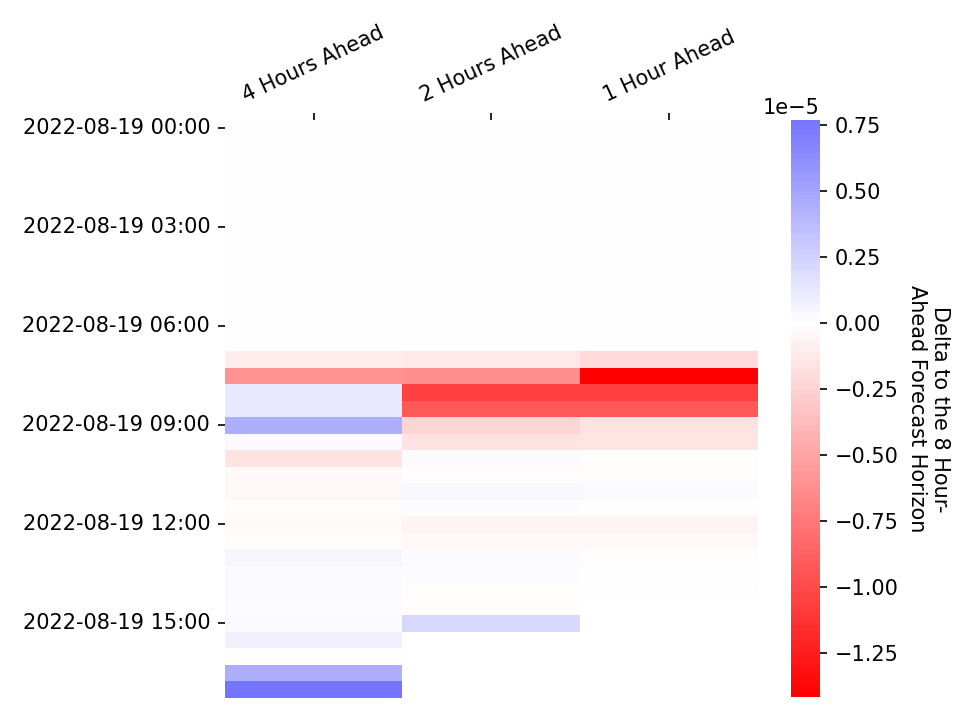 4 Hours Ahead
2 Hours Ahead
1 Hour Ahead
1e−5
2022-08-19 00:00
2022-08-19 03:00
2022-08-19 06:00
2022-08-19 09:00
2022-08-19 12:00
2022-08-19 15:00
0.75
0.50
0.25
0.00
−0.25
−0.50
−0.75
−1.00
−1.25
Delta to the 8 Hour-
Ahead Forecast Horizon